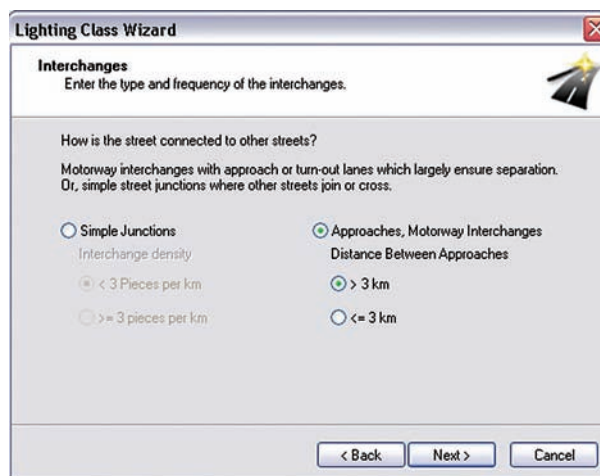 Lighting Class Wizard
Interchanges
Enter the type and frequency of the interchanges.
How is the street connected to other streets?
Motorway interchanges with approach or turn-out lanes which largely ensure separation.
Or, simple street junctions where other streets join or cross.
Simple Junctions
Interchange density
< 3 Pieces per km
>= 3 pieces per km
Approaches, Motorway Interchanges
Distance Between Approaches
> 3 km
<= 3 km
< Back
Next >
Cancel